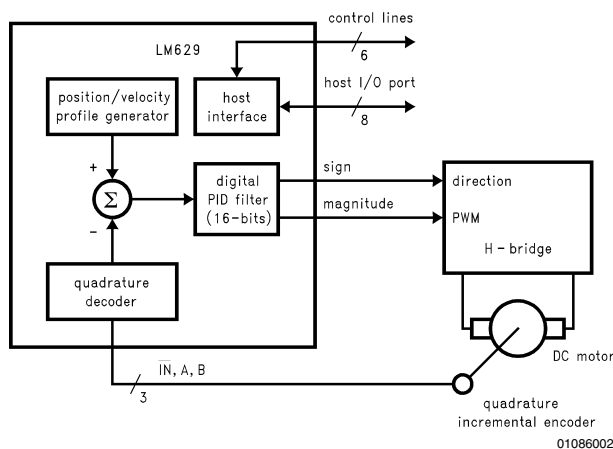 LM629
control lines
6
host I/O port
8
position/velocity
profile generator
host
interface
+
Σ
−
digital
PID filter
(16-bits)
sign
magnitude
direction
PWM
H-bridge
quadrature
decoder
DC motor
I̅N̅, A, B
3
quadrature
incremental encoder
01086002